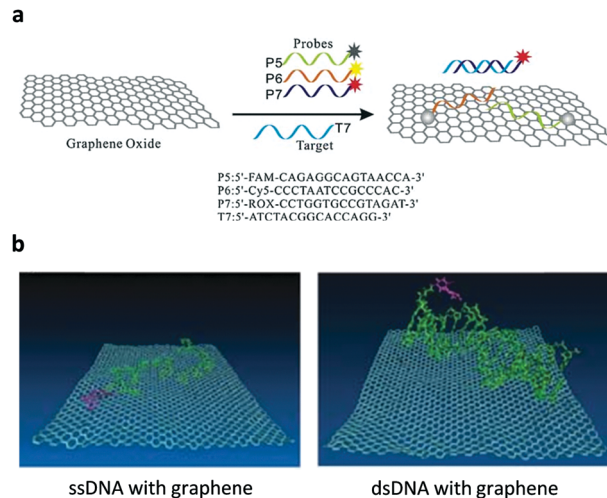 a
Probes
P5
P6
P7
T7
Target
Graphene Oxide
P5:5'-FAM-CAGAGGCAGTAACCA-3'
P6:5'-Cy5-CCCTAATCCGCCCAC-3'
P7:5'-ROX-CCTGGTGCCGTAGAT-3'
T7:5'-ATCTACGGCACCAGG-3'
b
ssDNA with graphene
dsDNA with graphene